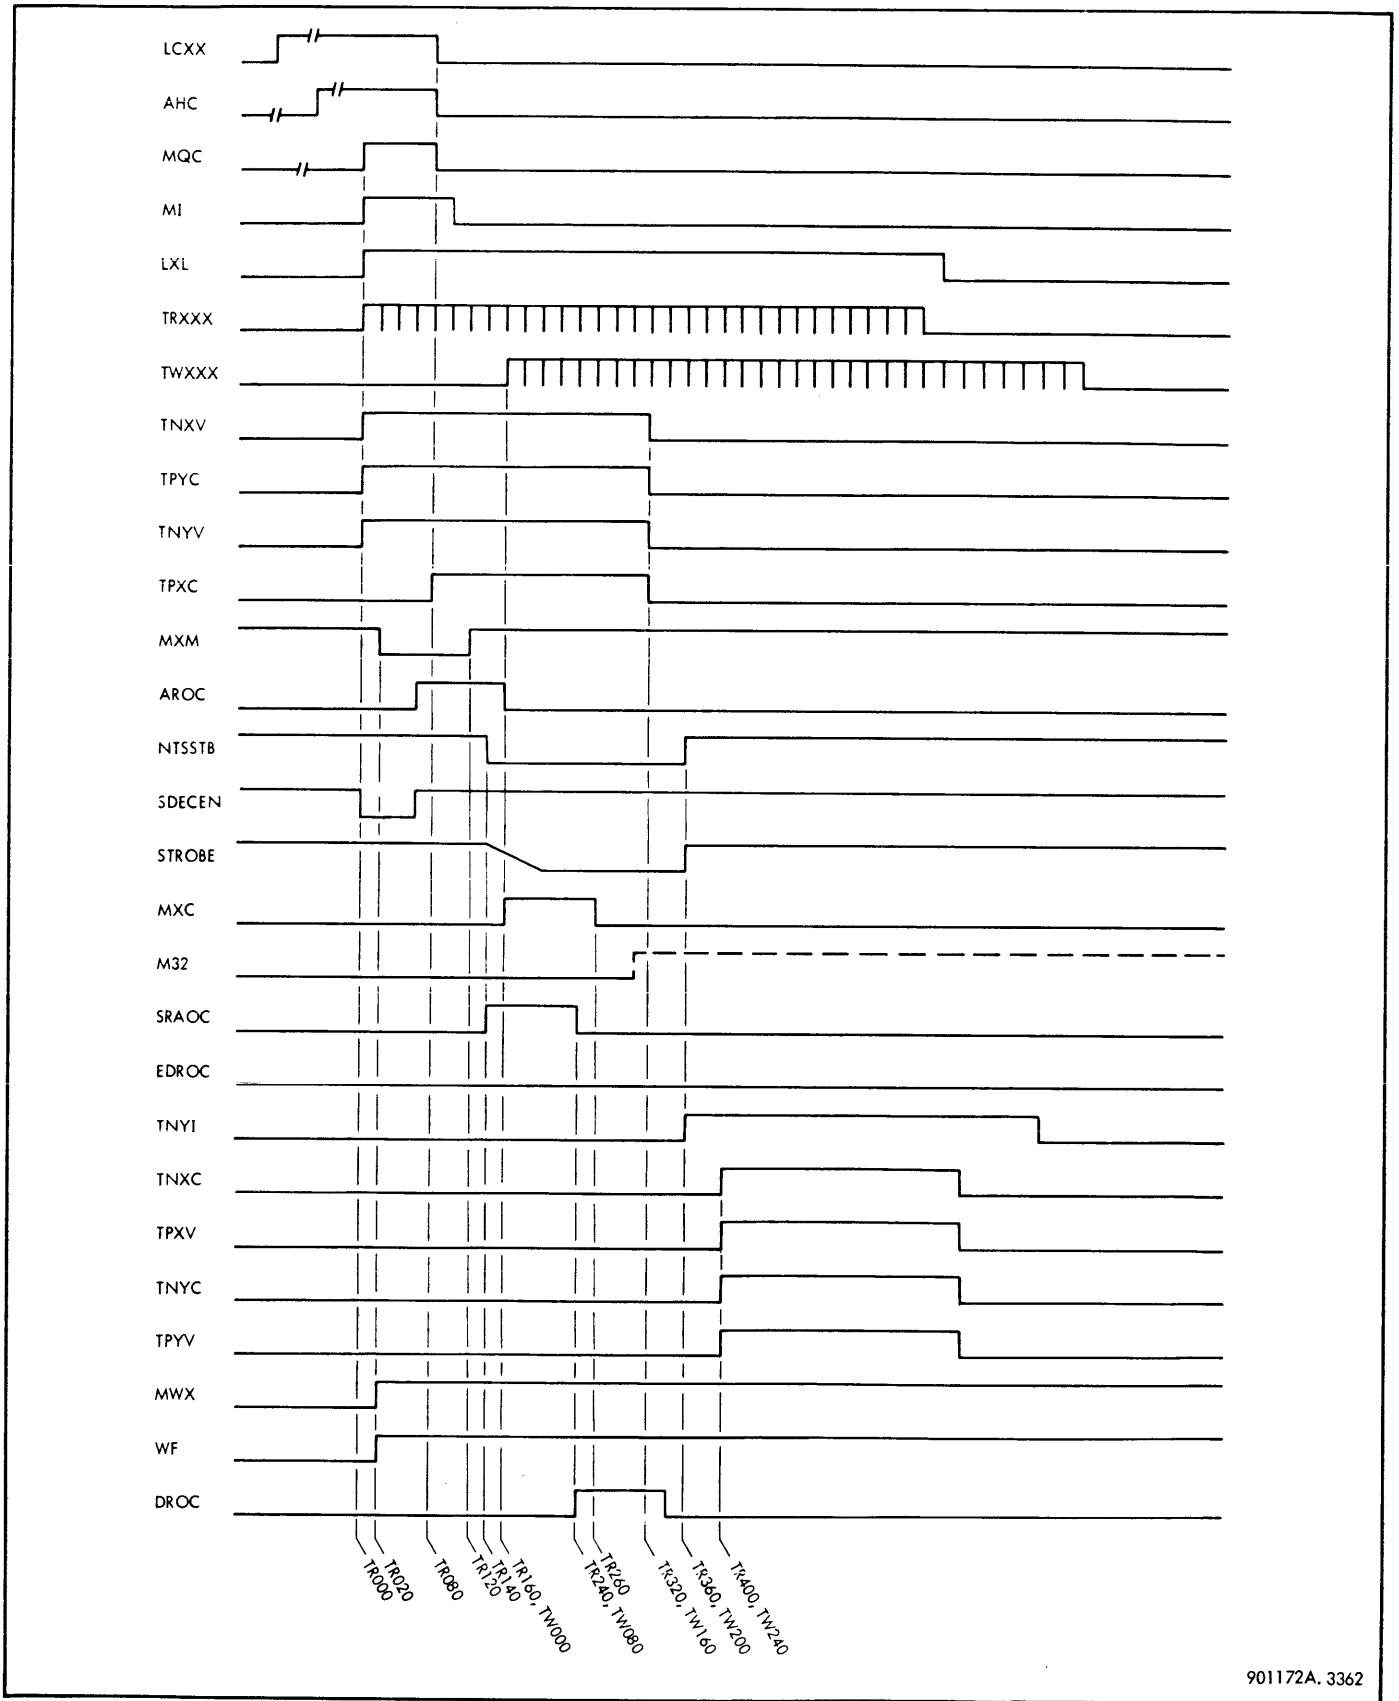 LCXX
AHC
MQC
MI
LXL
TRXXX
TWXXX
TNXV
TPYC
TNYV
TPXC
MXM
AROC
NTSSTB
SDECEN
STROBE
MXC
M32
SRAOC
EDROC
TNYI
TNXC
TPXV
TNYC
TPYV
MWX
WF
DROC
TR000
TR020
TR080
TR120
TR140
TR160, TW000
TR240, TW080
TR260
TR320, TW160
TR360, TW200
TR400, TW240
901172A. 3362